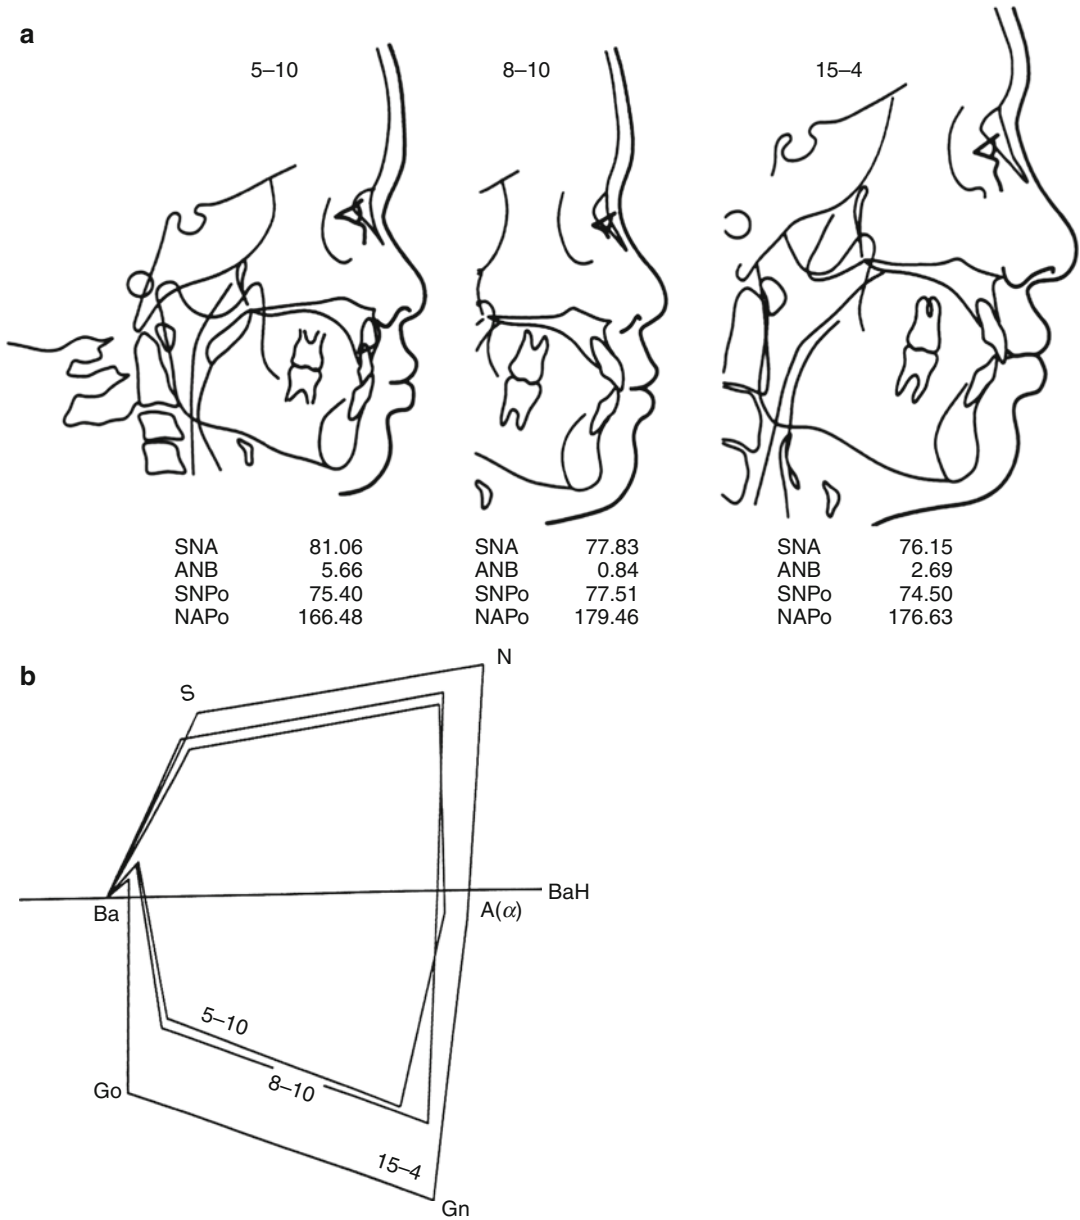 a
5–10
8–10
15–4
SNA 81.06
ANB 5.66
SNPo 75.40
NAPo 166.48
SNA 77.83
ANB 0.84
SNPo 77.51
NAPo 179.46
SNA 76.15
ANB 2.69
SNPo 74.50
NAPo 176.63
b
N
S
BaH
Ba
A(α)
5–10
8–10
Go
15–4
Gn